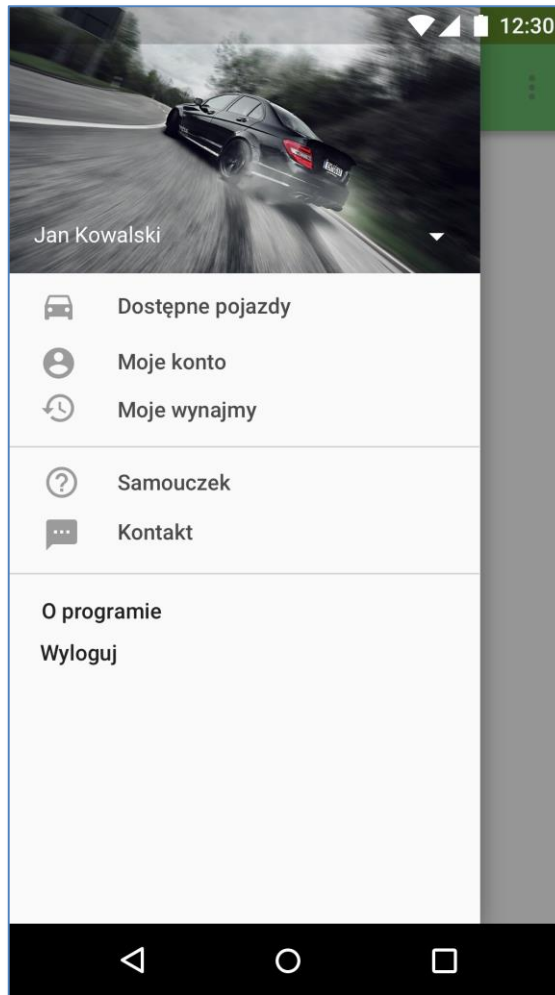 12:30
Jan Kowalski
Dostępne pojazdy
Moje konto
Moje wynajmy
Samouczek
Kontakt
O programie
Wyloguj